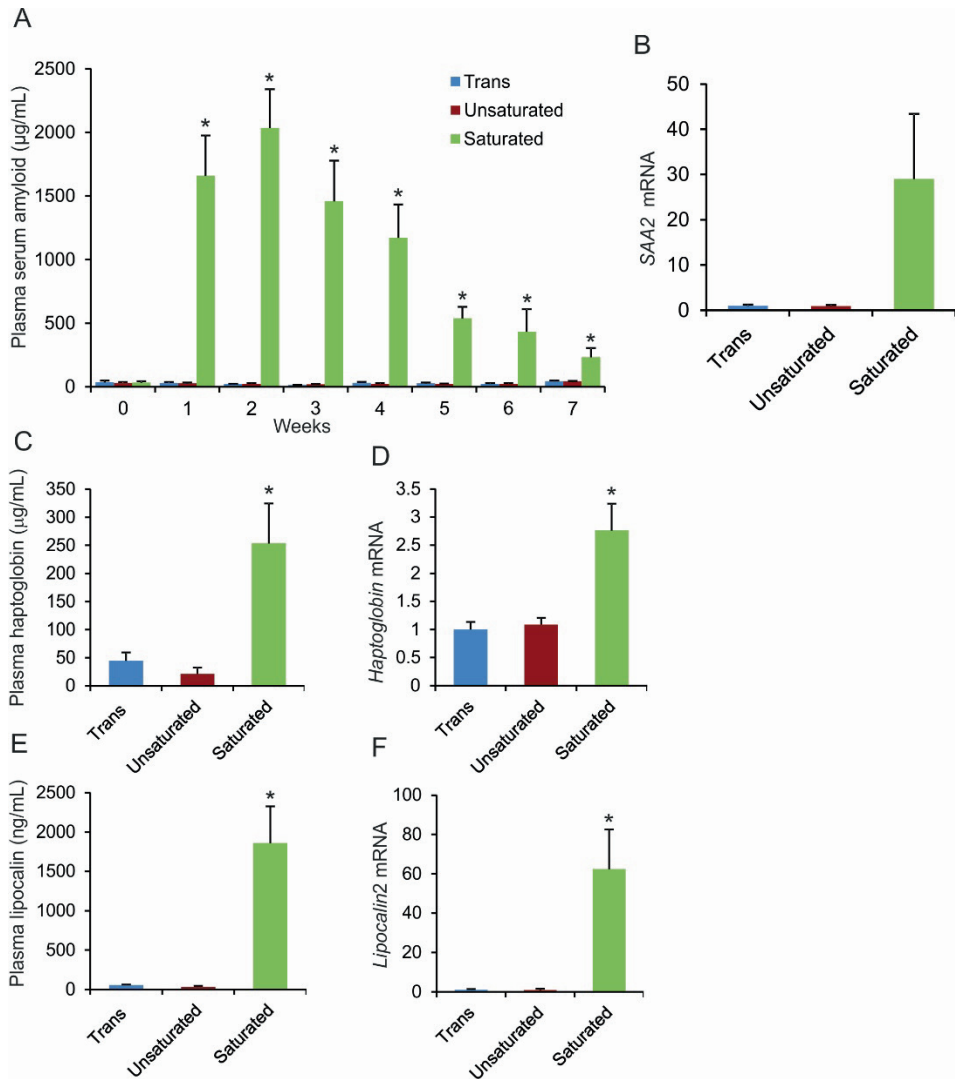 A
Plasma serum amyloid (µg/mL)
2500
2000
1500
1000
500
0
* * * * * * *
Trans
Unsaturated
Saturated
0 1 2 3 4 5 6 7
Weeks
B
SAA2 mRNA
50
40
30
20
10
0
Trans
Unsaturated
Saturated
C
Plasma haptoglobin (µg/mL)
350
300
250
200
150
100
50
0
*
Trans
Unsaturated
Saturated
D
Haptoglobin mRNA
3.5
3
2.5
2
1.5
1
0.5
0
*
Trans
Unsaturated
Saturated
E
Plasma lipocalin (ng/mL)
2500
2000
1500
1000
500
0
*
Trans
Unsaturated
Saturated
F
Lipocalin2 mRNA
100
80
60
40
20
0
*
Trans
Unsaturated
Saturated